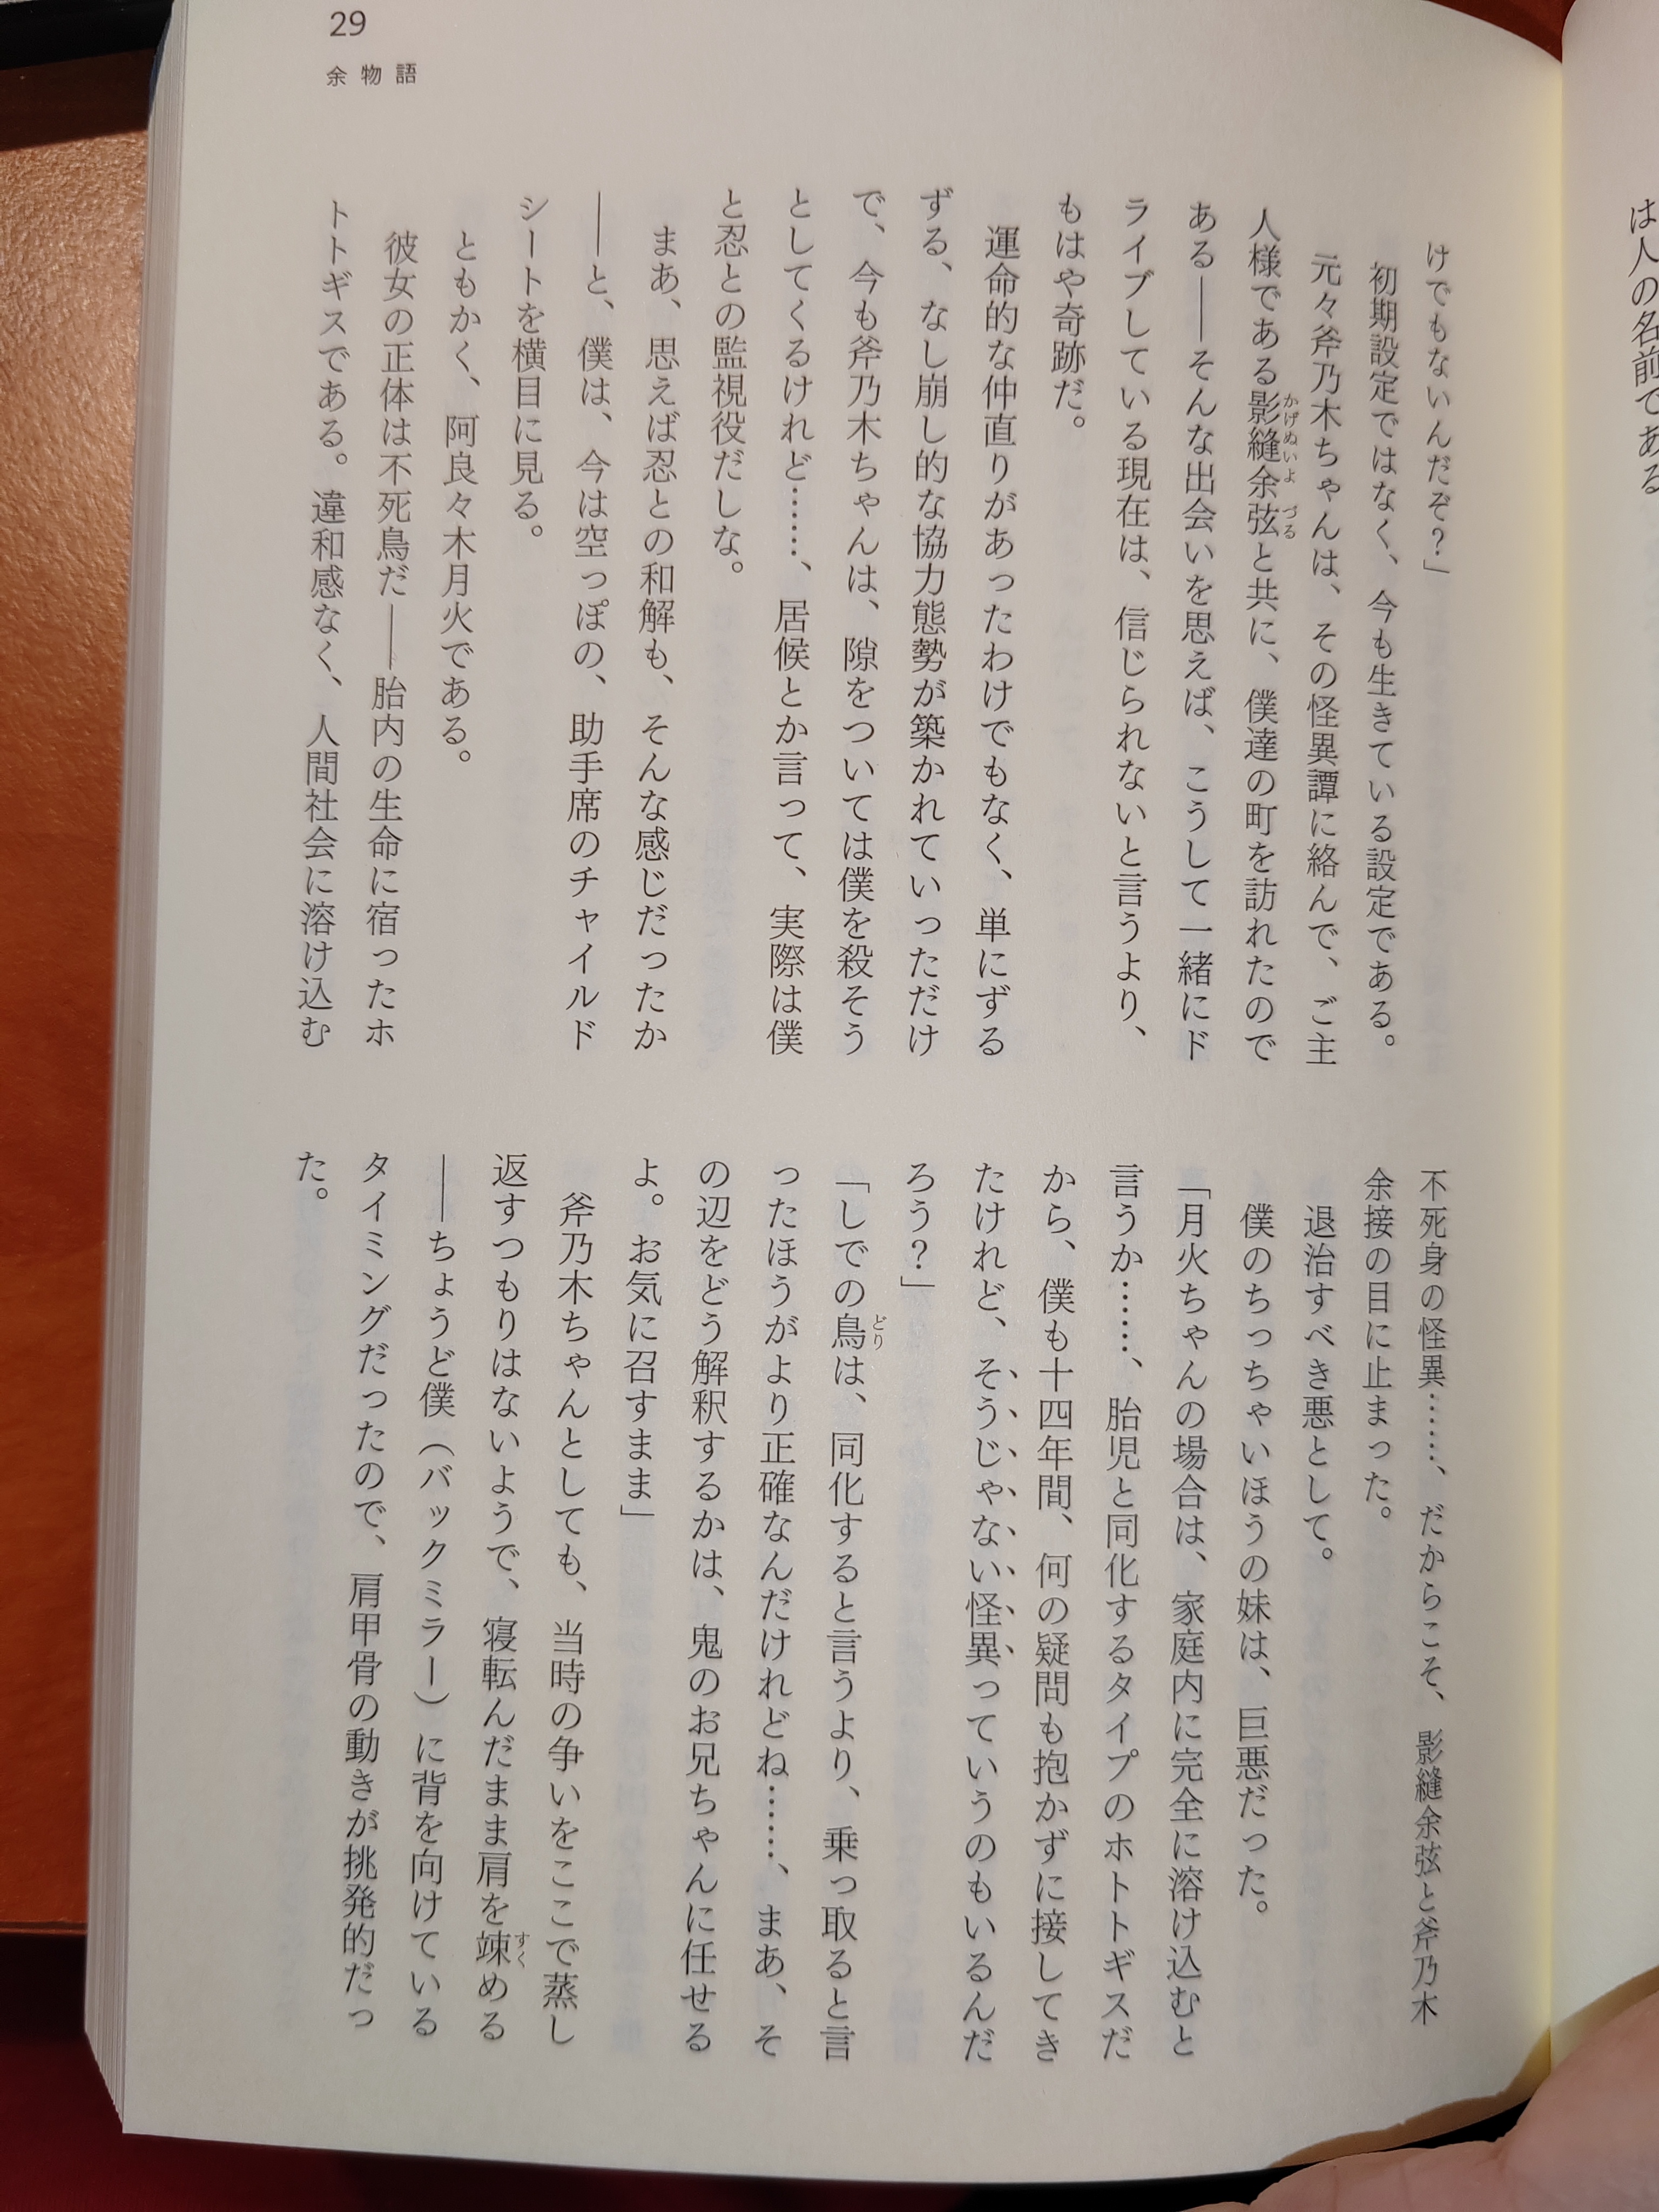 29
余物語
けでもないんだぞ？」
初期設定ではなく、今も生きている設定である。
元々斧乃木ちゃんは、その怪異譚に絡んで、ご主
人様である影縫余弦と共に、僕達の町を訪れたので
かげぬいよづる
ある――そんな出会いを思えば、こうして一緒にド
ライブしている現在は、信じられないと言うより、
もはや奇跡だ。
運命的な仲直りがあったわけでもなく、単にずる
ずる、なし崩し的な協力態勢が築かれていっただけ
で、今も斧乃木ちゃんは、隙をついては僕を殺そう
としてくるけれど……、居候とか言って、実際は僕
と忍との監視役だしな。
まあ、思えば忍との和解も、そんな感じだったか
――と、僕は、今は空っぽの、助手席のチャイルド
シートを横目に見る。
ともかく、阿良々木月火である。
彼女の正体は不死鳥だ――胎内の生命に宿ったホ
トトギスである。違和感なく、人間社会に溶け込む
不死身の怪異……、だからこそ、影縫余弦と斧乃木
余接の目に止まった。
退治すべき悪として。
僕のちっちゃいほうの妹は、巨悪だった。
「月火ちゃんの場合は、家庭内に完全に溶け込むと
言うか……、胎児と同化するタイプのホトトギスだ
から、僕も十四年間、何の疑問も抱かずに接してき
たけれど、そうじゃない怪異っていうのもいるんだ
ろう？」
「しでの鳥は、同化すると言うより、乗っ取ると言
どり
ったほうがより正確なんだけれどね……、まあ、そ
の辺をどう解釈するかは、鬼のお兄ちゃんに任せる
よ。お気に召すまま」
斧乃木ちゃんとしても、当時の争いをここで蒸し
返すつもりはないようで、寝転んだまま肩を竦める
すく
――ちょうど僕（バックミラー）に背を向けている
タイミングだったので、肩甲骨の動きが挑発的だっ
た。
は人の名前である